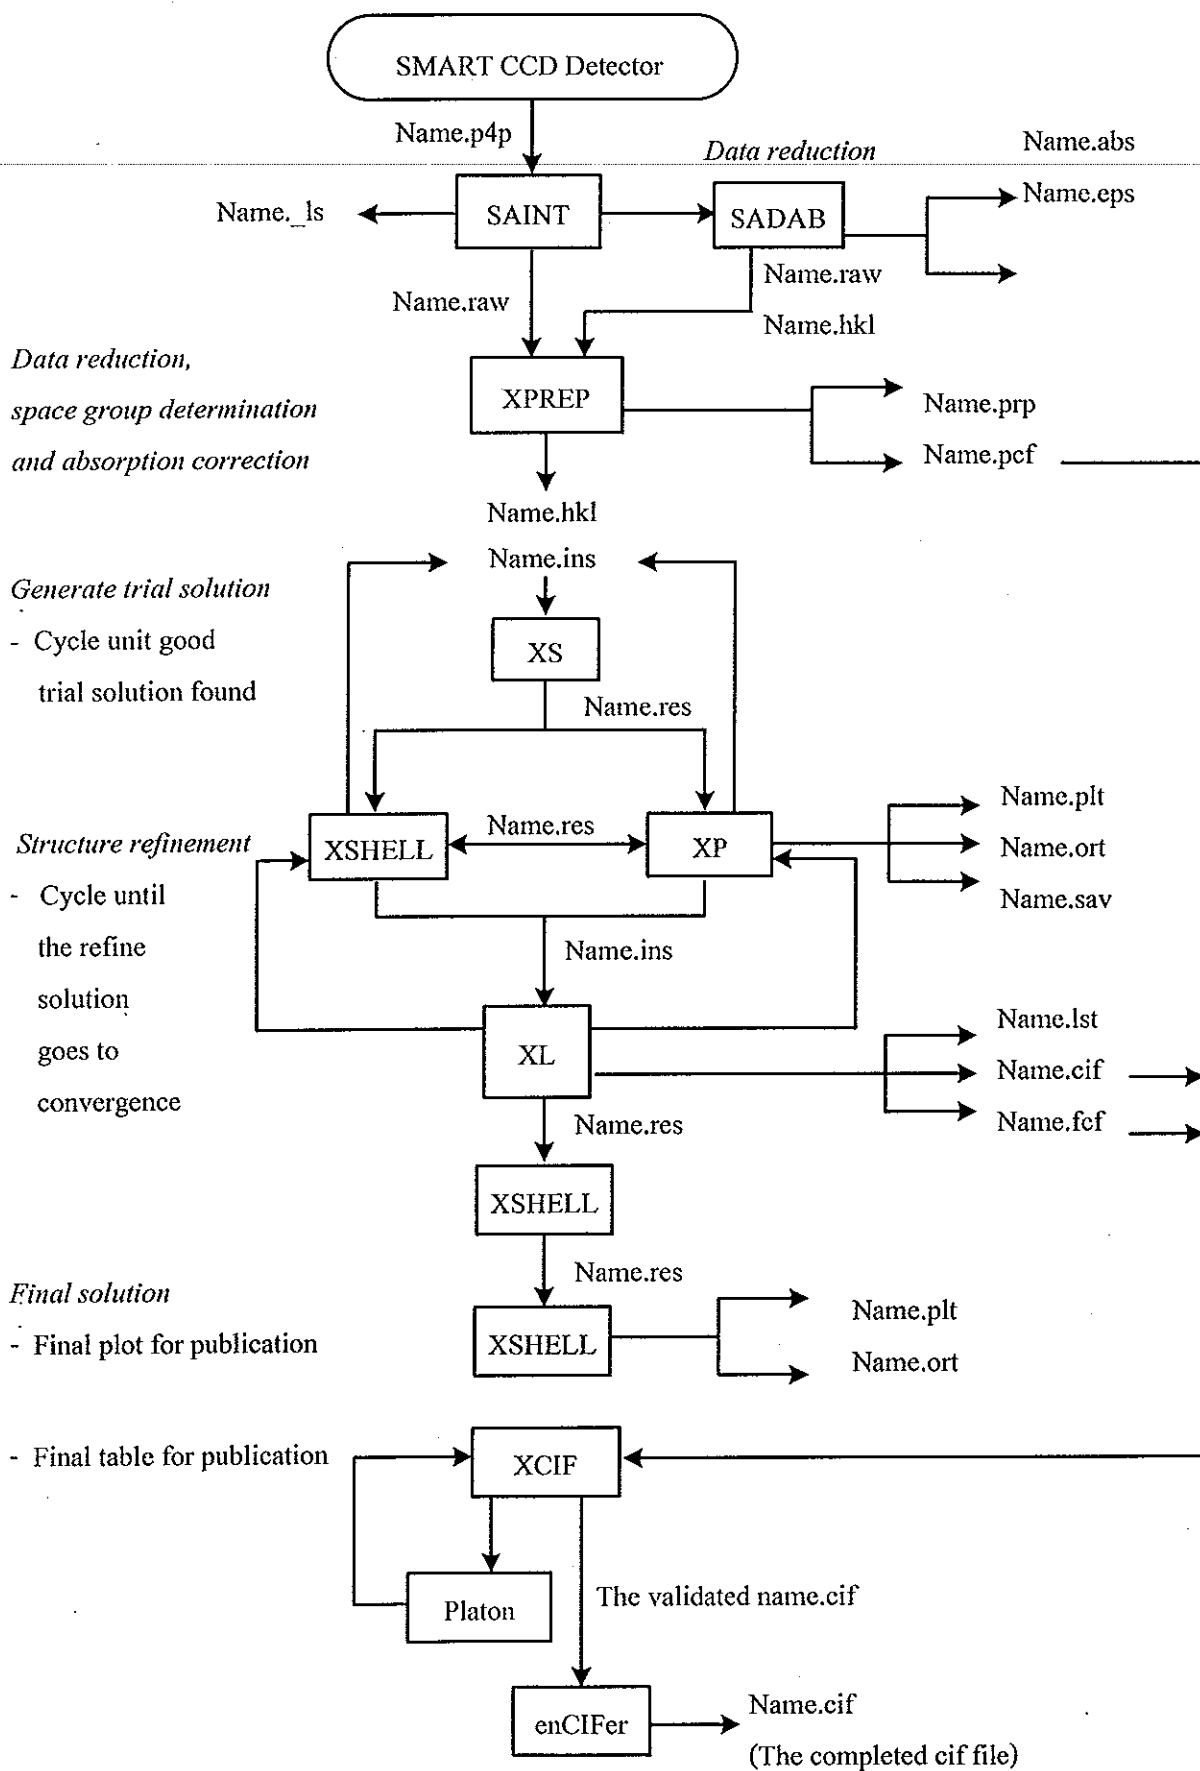 SMART CCD Detector
Name.p4p
Data reduction
Name.abs
Name._ls
SAINT
SADAB
Name.eps
Name.raw
Name.raw
Name.hkl
Data reduction,
space group determination
and absorption correction
XPREP
Name.prp
Name.pcf
Name.hkl
Name.ins
Generate trial solution
- Cycle unit good
trial solution found
XS
Name.res
Structure refinement
- Cycle until
the refine
solution
goes to
convergence
XSHELL
Name.res
XP
Name.plt
Name.ort
Name.sav
Name.ins
XL
Name.lst
Name.cif
Name.fcf
Name.res
XSHELL
Name.res
Final solution
- Final plot for publication
XSHELL
Name.plt
Name.ort
- Final table for publication
XCIF
Platon
The validated name.cif
enCIFer
Name.cif
(The completed cif file)